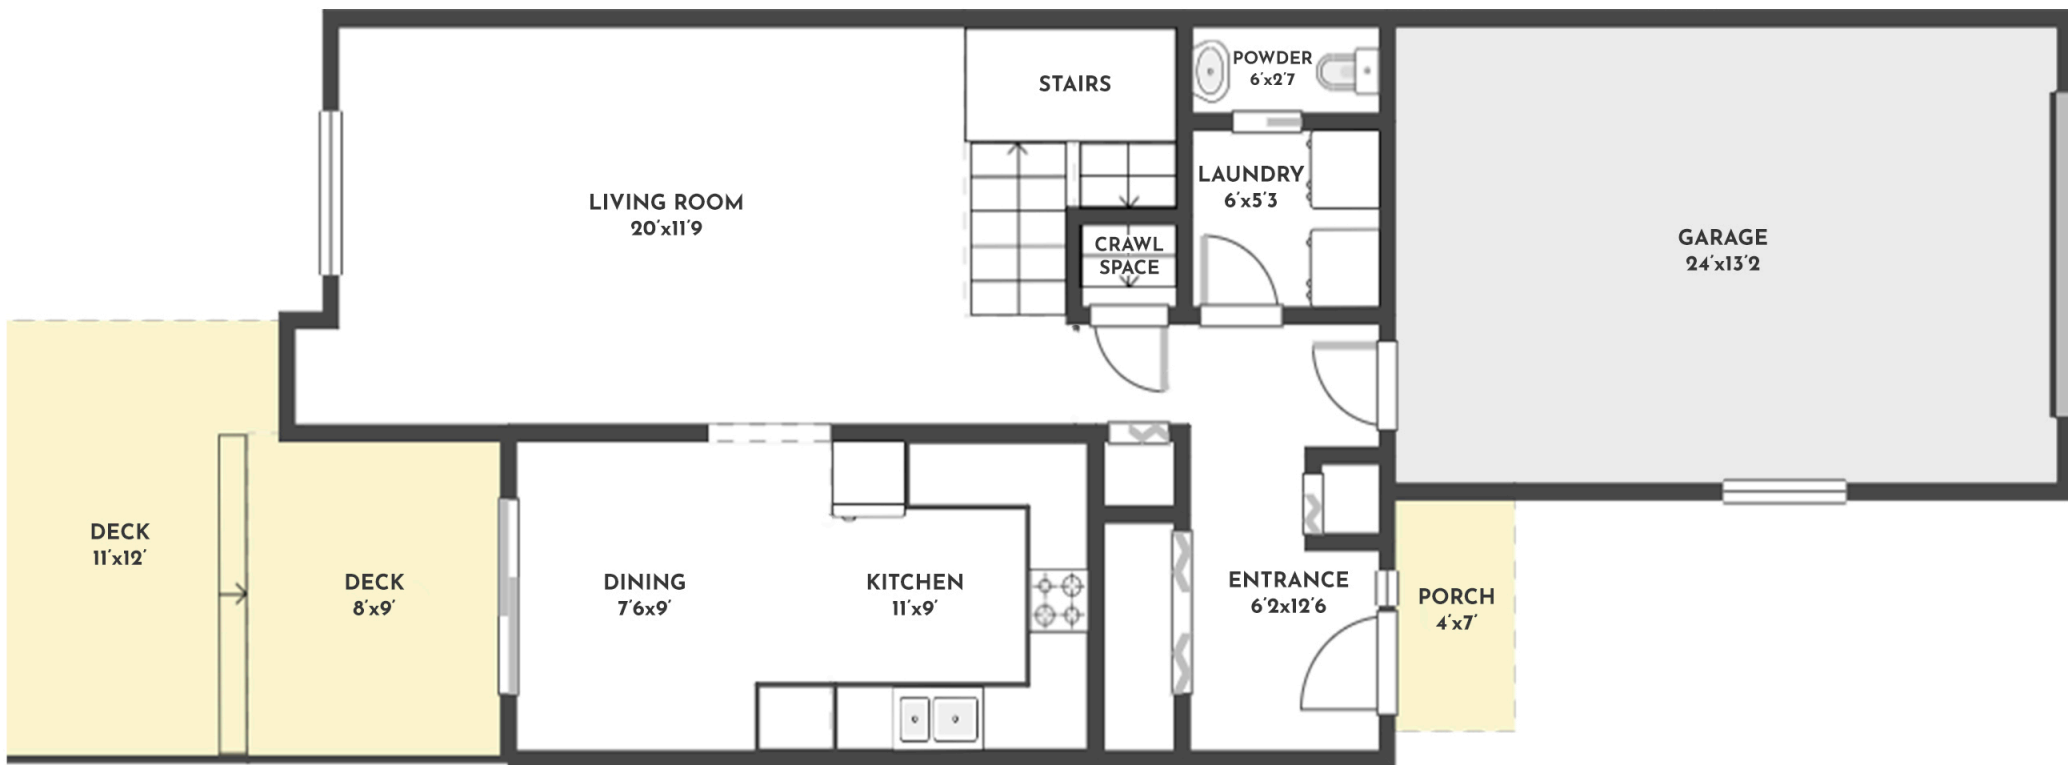 STAIRS
POWDER
6'x2'7
LIVING ROOM
20'x11'9
LAUNDRY
6'x5'3
CRAWL
SPACE
GARAGE
24'x13'2
DECK
11'x12'
DECK
8'x9'
DINING
7'6x9'
KITCHEN
11'x9'
ENTRANCE
6'2x12'6
PORCH
4'x7'